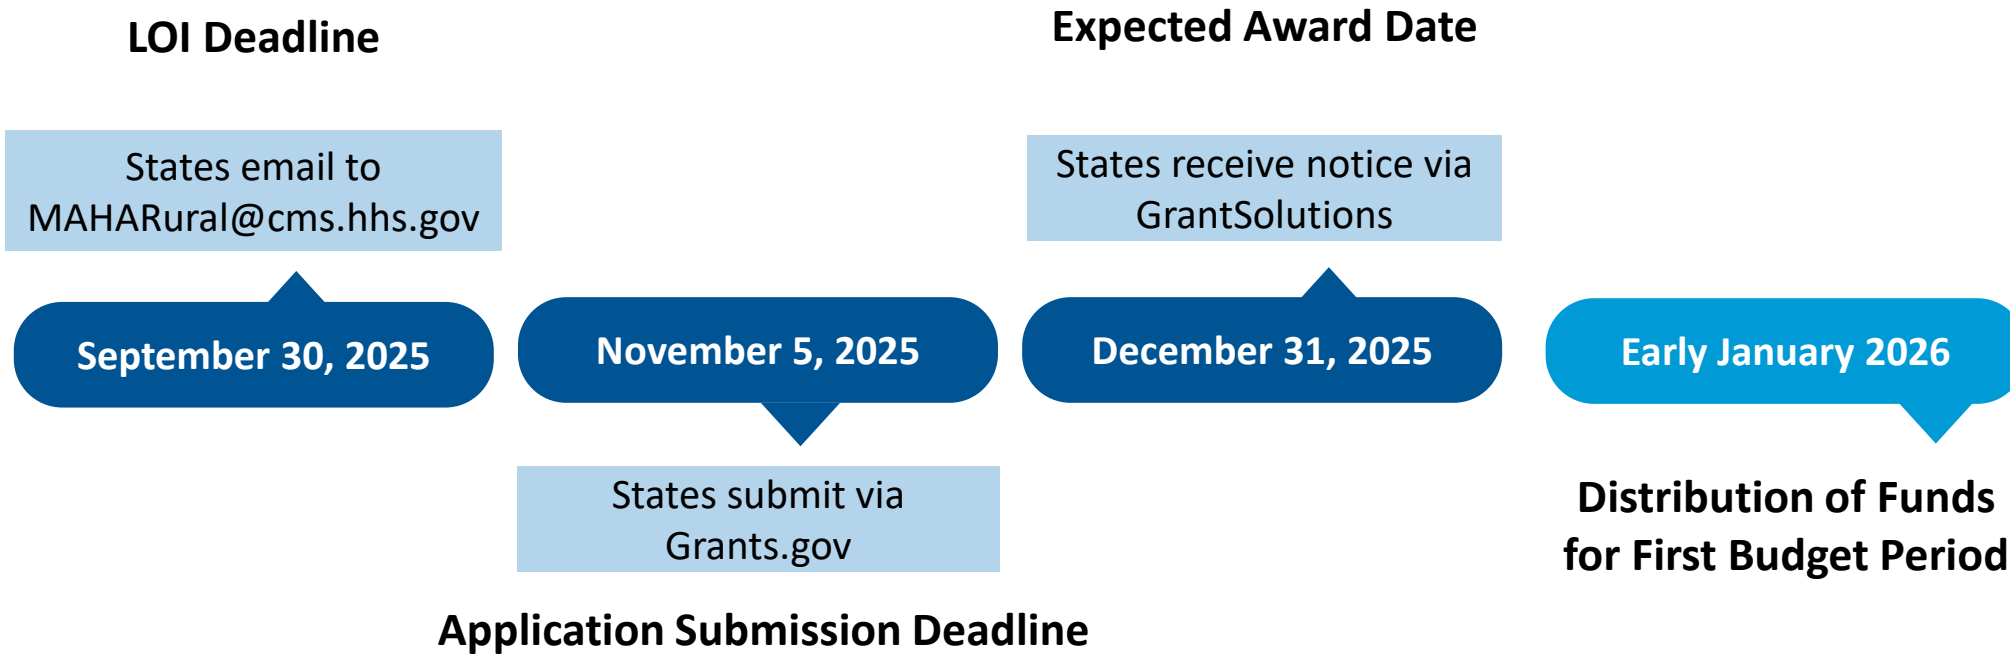 LOI Deadline
States email to
MAHARural@cms.hhs.gov
September 30, 2025
November 5, 2025
States submit via
Grants.gov
Application Submission Deadline
Expected Award Date
States receive notice via
GrantSolutions
December 31, 2025
Early January 2026
Distribution of Funds
for First Budget Period